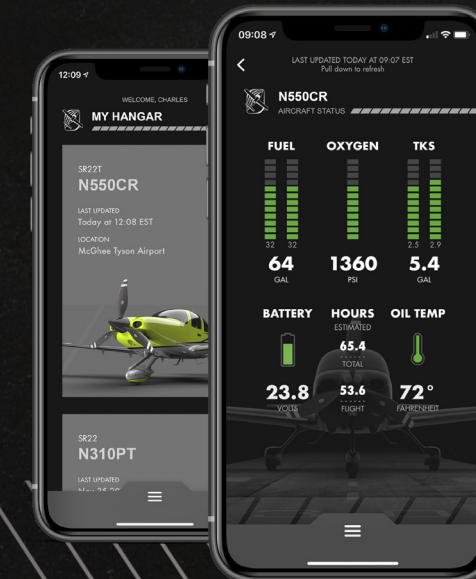 12:09
WELCOME, CHARLES
MY HANGAR
SR22T
N550CR
LAST UPDATED
Today at 12:08 EST
LOCATION
McGhee Tyson Airport
SR22
N310PT
LAST UPDATED
09:08
LAST UPDATED TODAY AT 09:07 EST
Pull down to refresh
N550CR
AIRCRAFT STATUS
FUEL OXYGEN TKS
32 32 2.5 2.9
64 1360 5.4
GAL PSI GAL
BATTERY HOURS OIL TEMP
ESTIMATED
65.4
TOTAL
23.8 53.6 72°
VOLTS FLIGHT FAHRENHEIT